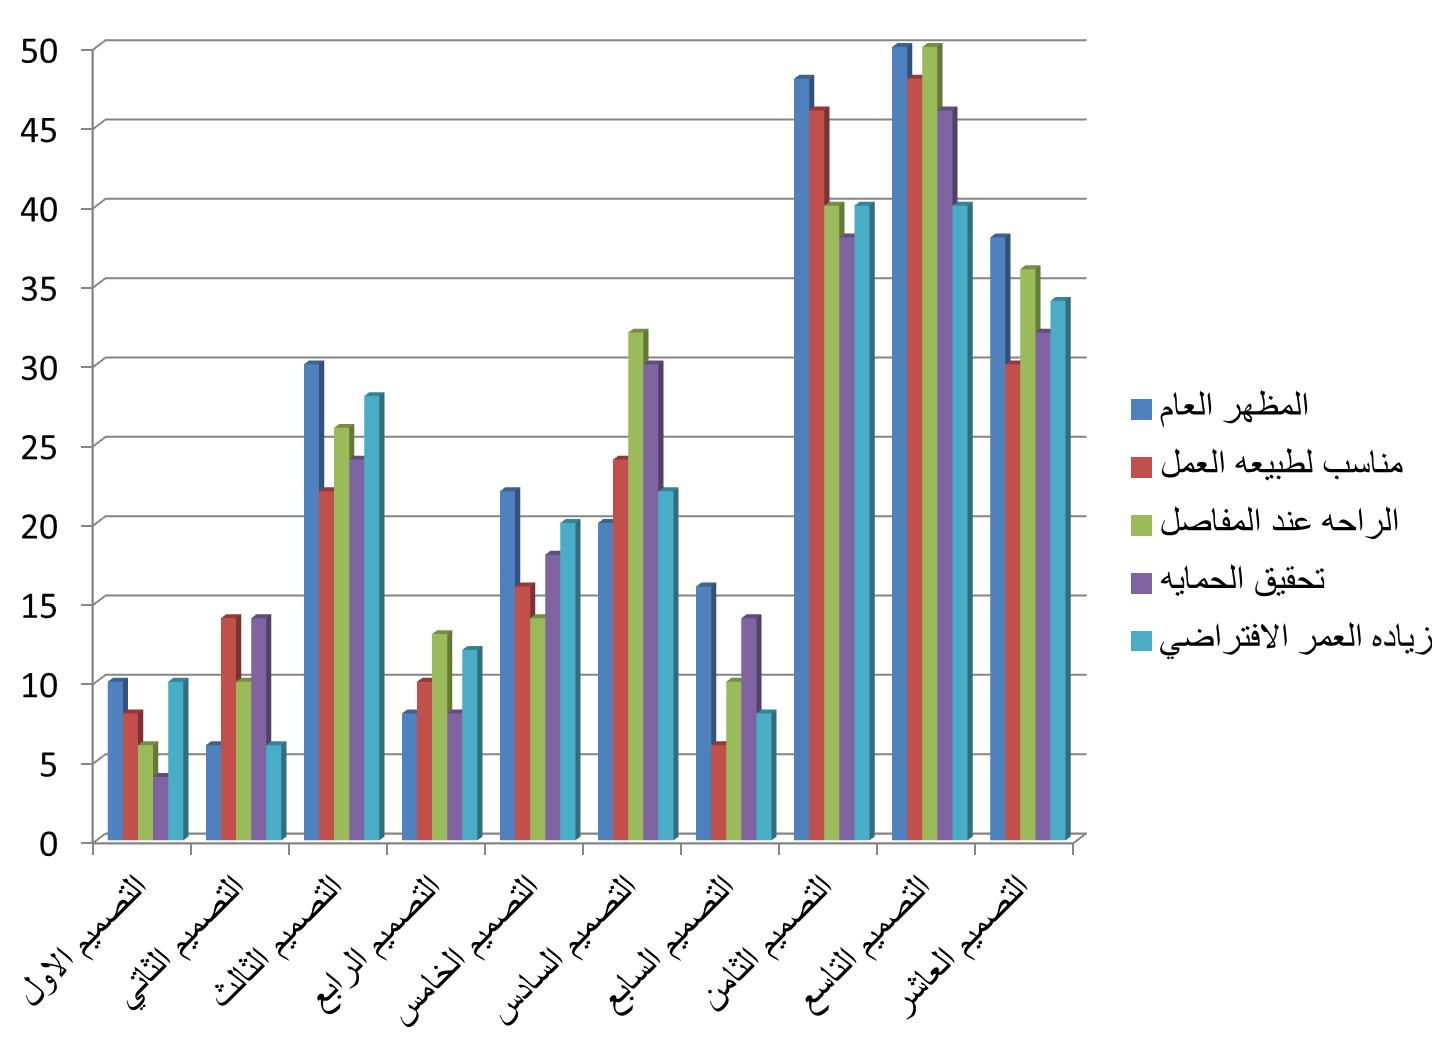 50
45
40
35
30
25
20
15
10
5
0
التصميم الاول
التصميم الثاني
التصميم الثالث
التصميم الرابع
التصميم الخامس
التصميم السادس
التصميم السابع
التصميم الثامن
التصميم التاسع
التصميم العاشر
المظهر العام
مناسب لطبيعه العمل
الراحه عند المفاصل
تحقيق الحمايه
زياده العمر الافتراضي